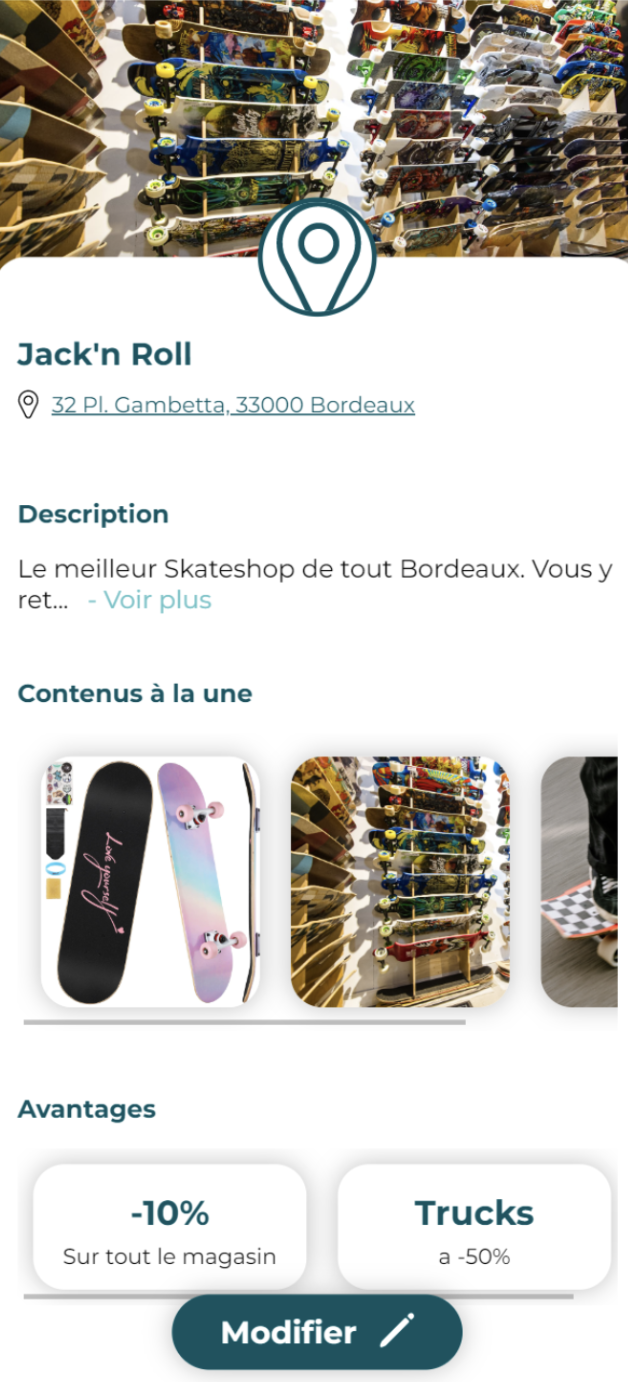 Jack'n Roll
32 Pl. Gambetta, 33000 Bordeaux
Description
Le meilleur Skateshop de tout Bordeaux. Vous y
ret... - Voir plus
Contenus à la une
Love yourself
Avantages
-10%
Sur tout le magasin
Trucks
a -50%
Modifier